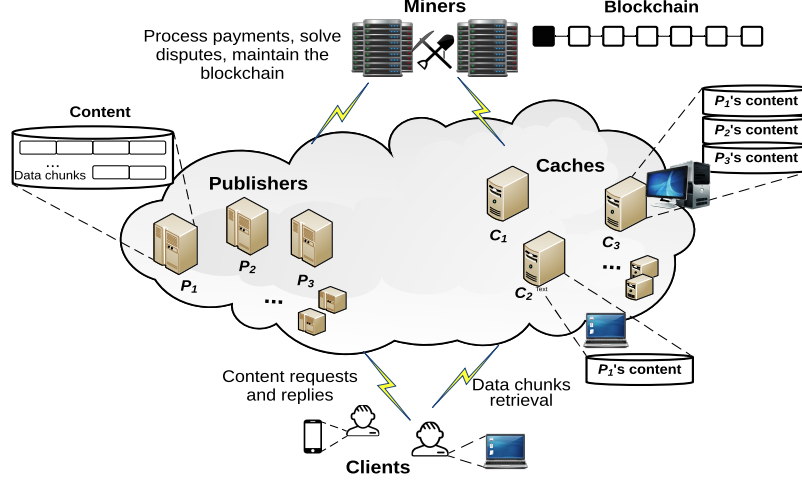 Miners
Blockchain
Process payments, solve
disputes, maintain the
blockchain
Content
...
Data chunks
P1's content
P2's content
P3's content
Publishers
Caches
P1
P2
P3
...
C1
C2
Text
C3
...
P1's content
Content requests
and replies
Data chunks
retrieval
Clients